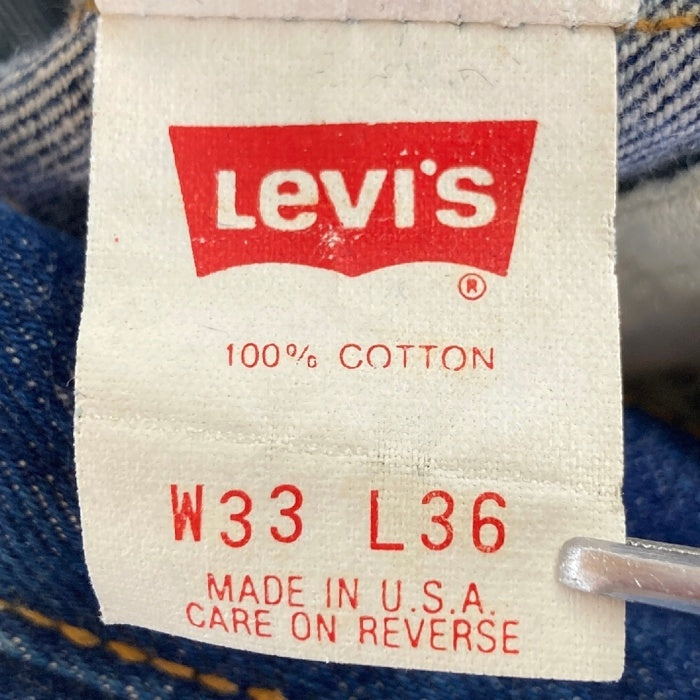 Levi's
®
100% COTTON
W33 L36
MADE IN U.S.A.
CARE ON REVERSE